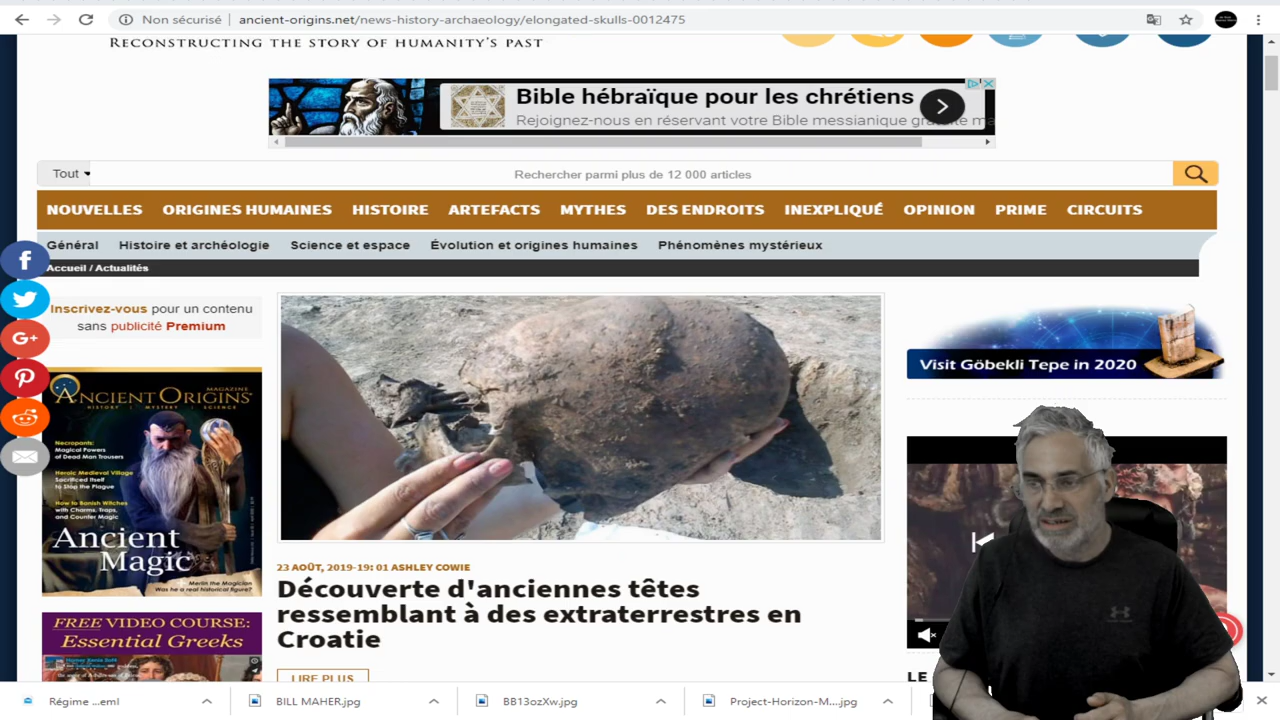 Non sécurisé
ancient-origins.net/news-history-archaeology/elongated-skulls-0012475
RECONSTRUCTING THE STORY OF HUMANITY'S PAST
Bible hébraïque pour les chrétiens
Rejoignez-nous en réservant votre Bible messianique gratuite
Tout
Rechercher parmi plus de 12 000 articles
NOUVELLES ORIGINES HUMAINES HISTOIRE ARTEFACTS MYTHES DES ENDROITS INEXPLIQUÉ OPINION PRIME CIRCUITS
Général Histoire et archéologie Science et espace Évolution et origines humaines Phénomènes mystérieux
Accueil / Actualités
Inscrivez-vous pour un contenu
sans publicité Premium
MAGAZINE
ANCIENT ORIGINS
HISTORY | MYSTERY | SCIENCE
Necropants:
Magical Powers
of Dead Man Trousers
Heroic Medieval Village
Sacrificed Itself
to Stop the Plague
How to Banish Witches
with Charms, Traps,
and Counter Magic
Ancient
Magic
Merlin the Magician
Was he a real historical figure?
FREE VIDEO COURSE:
Essential Greeks
23 AOÛT, 2019-19: 01 ASHLEY COWIE
Découverte d'anciennes têtes
ressemblant à des extraterrestres en
Croatie
LIRE PLUS
Visit Göbekli Tepe in 2020
LE
Régime ...eml
BILL MAHER.jpg
BB13ozXw.jpg
Project-Horizon-M....jpg